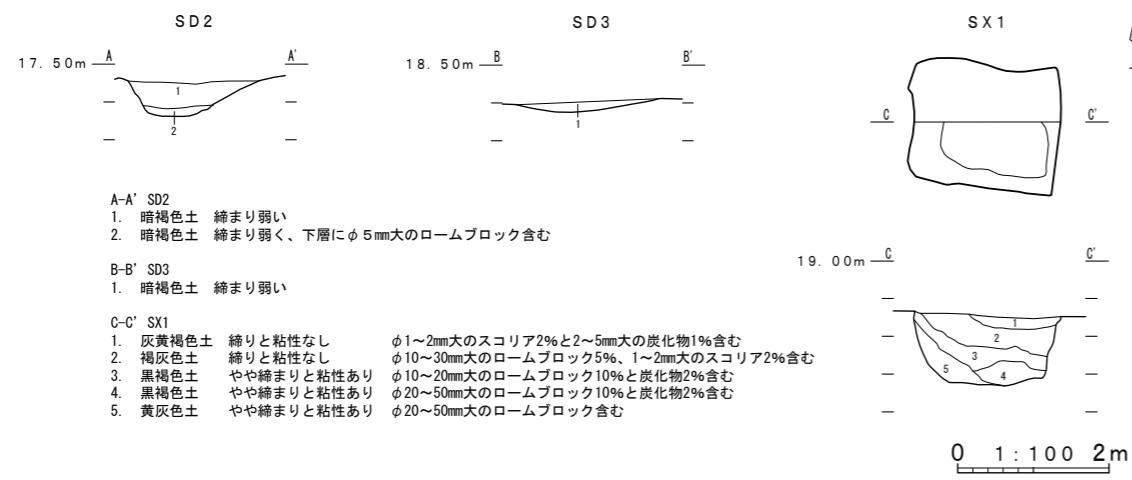 SD2
SD3
SX1
17.50m A A'
18.50m B B'
1
2
1
C C'
A-A' SD2
1. 暗褐色土 締まり弱い
2. 暗褐色土 締まり弱く、下層にφ5㎜大のロームブロック含む
B-B' SD3
1. 暗褐色土 締まり弱い
C-C' SX1
1. 灰黄褐色土 締りと粘性なし φ1~2㎜大のスコリア2%と2~5㎜大の炭化物1%含む
2. 褐灰色土 締りと粘性なし φ10~30㎜大のロームブロック5%、1~2㎜大のスコリア2%含む
3. 黒褐色土 やや締まりと粘性あり φ10~20㎜大のロームブロック10%と炭化物2%含む
4. 黒褐色土 やや締まりと粘性あり φ20~50㎜大のロームブロック10%と炭化物2%含む
5. 黄灰色土 やや締まりと粘性あり φ20~50㎜大のロームブロック含む
19.00m C C'
1
2
3
4
5
0 1:100 2m